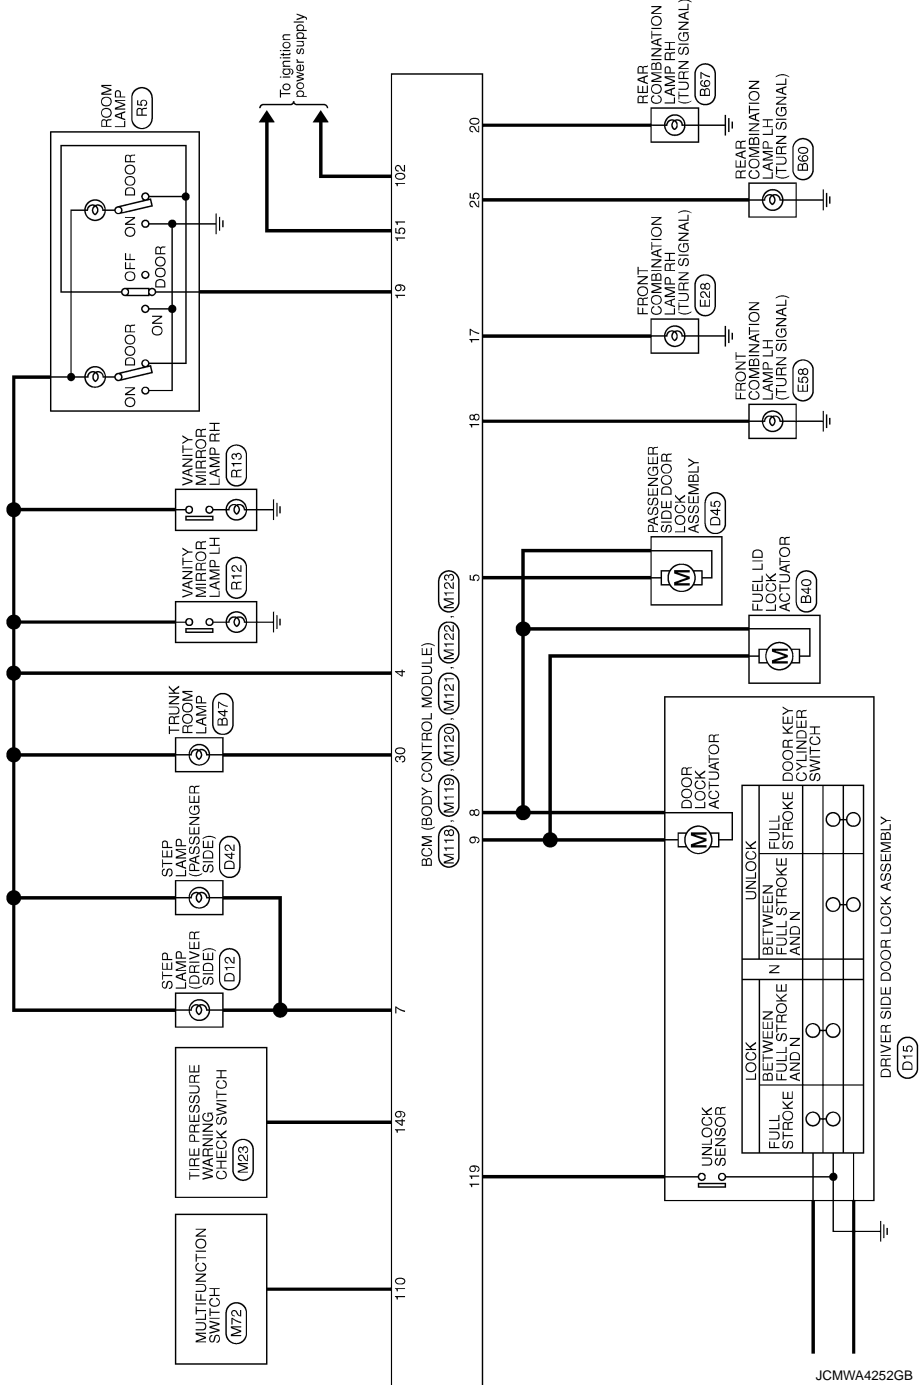 MULTIFUNCTION
SWITCH
M72
110
TIRE PRESSURE
WARNING
CHECK SWITCH
M23
149
STEP
LAMP
(DRIVER
SIDE)
D12
7
STEP
LAMP
(PASSENGER
SIDE)
D42
TRUNK
ROOM
LAMP
B47
30
4
VANITY
MIRROR
LAMP LH
R12
VANITY
MIRROR
LAMP RH
R13
ROOM
LAMP
R5
ON
DOOR
ON
DOOR
OFF
ON
DOOR
19
151
102
To ignition
power supply
BCM (BODY CONTROL MODULE)
M118 , M119 , M120 , M121 , M122 , M123
119
UNLOCK
SENSOR
LOCK
N
UNLOCK
FULL
STROKE
BETWEEN
FULL STROKE
AND N
BETWEEN
FULL STROKE
AND N
FULL
STROKE
DOOR KEY
CYLINDER
SWITCH
DRIVER SIDE DOOR LOCK ASSEMBLY
D15
9
8
DOOR
LOCK
ACTUATOR
M
5
FUEL LID
LOCK
ACTUATOR
B40
M
PASSENGER
SIDE DOOR
LOCK
ASSEMBLY
D45
M
18
FRONT
COMBINATION
LAMP LH
(TURN SIGNAL)
E58
17
FRONT
COMBINATION
LAMP RH
(TURN SIGNAL)
E28
25
REAR
COMBINATION
LAMP LH
(TURN SIGNAL)
B60
20
REAR
COMBINATION
LAMP RH
(TURN SIGNAL)
B67
JCMWA4252GB